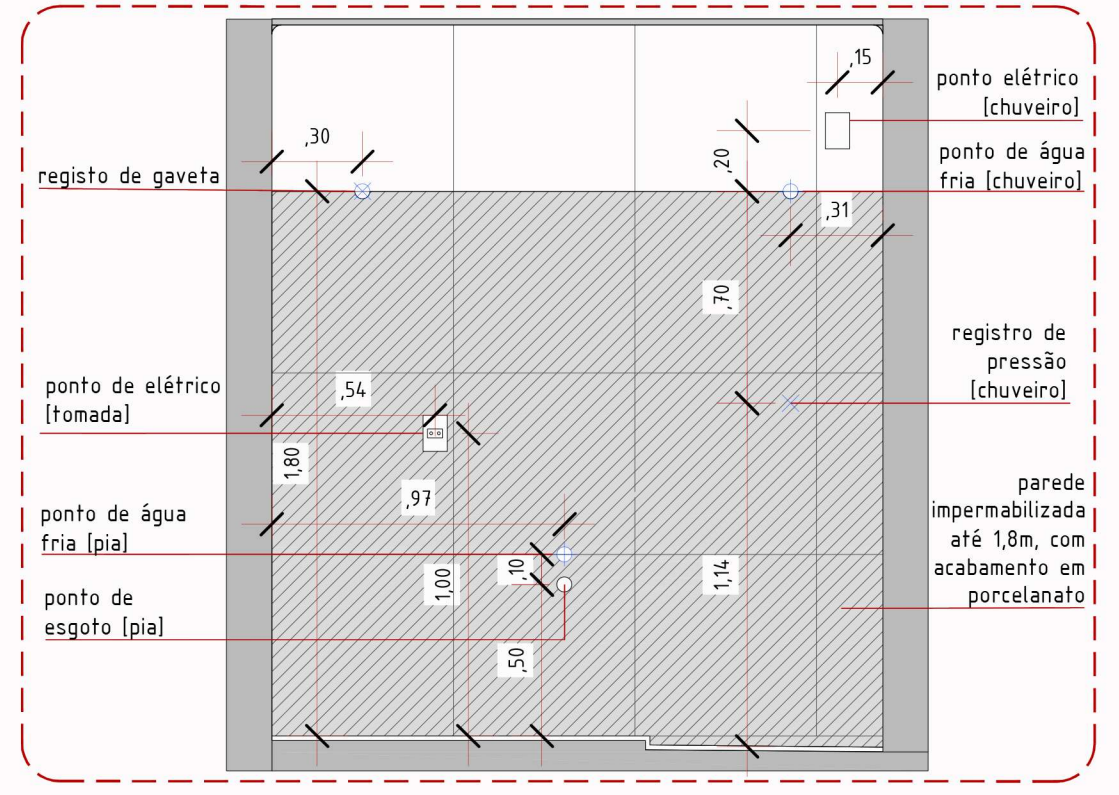 ,15
ponto elétrico
[chuveiro]
,30
,20
ponto de água
fria [chuveiro]
registo de gaveta
,31
,70
registro de
pressão
[chuveiro]
ponto de elétrico
[tomada]
,54
1,80
,97
parede
impermabilizada
até 1,8m, com
acabamento em
porcelanato
ponto de água
fria [pia]
,10
1,00
1,14
ponto de
esgoto [pia]
,50